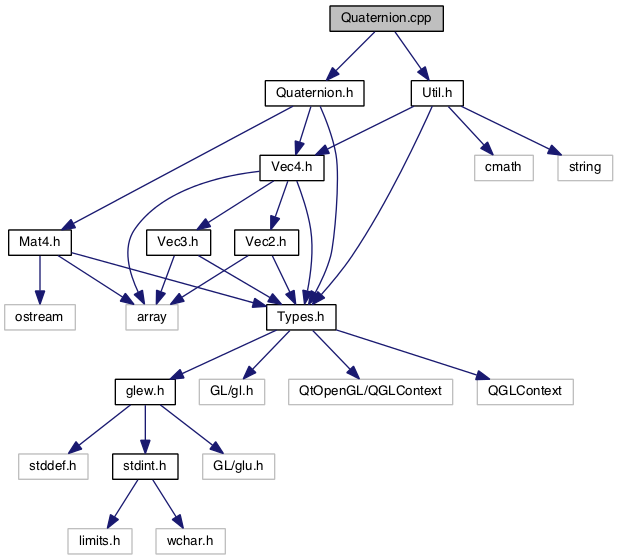 Quaternion.cpp
Quaternion.h
Util.h
Vec4.h
cmath
string
Mat4.h
Vec3.h
Vec2.h
ostream
array
Types.h
glew.h
GL/gl.h
QtOpenGL/QGLContext
QGLContext
stddef.h
stdint.h
GL/glu.h
limits.h
wchar.h